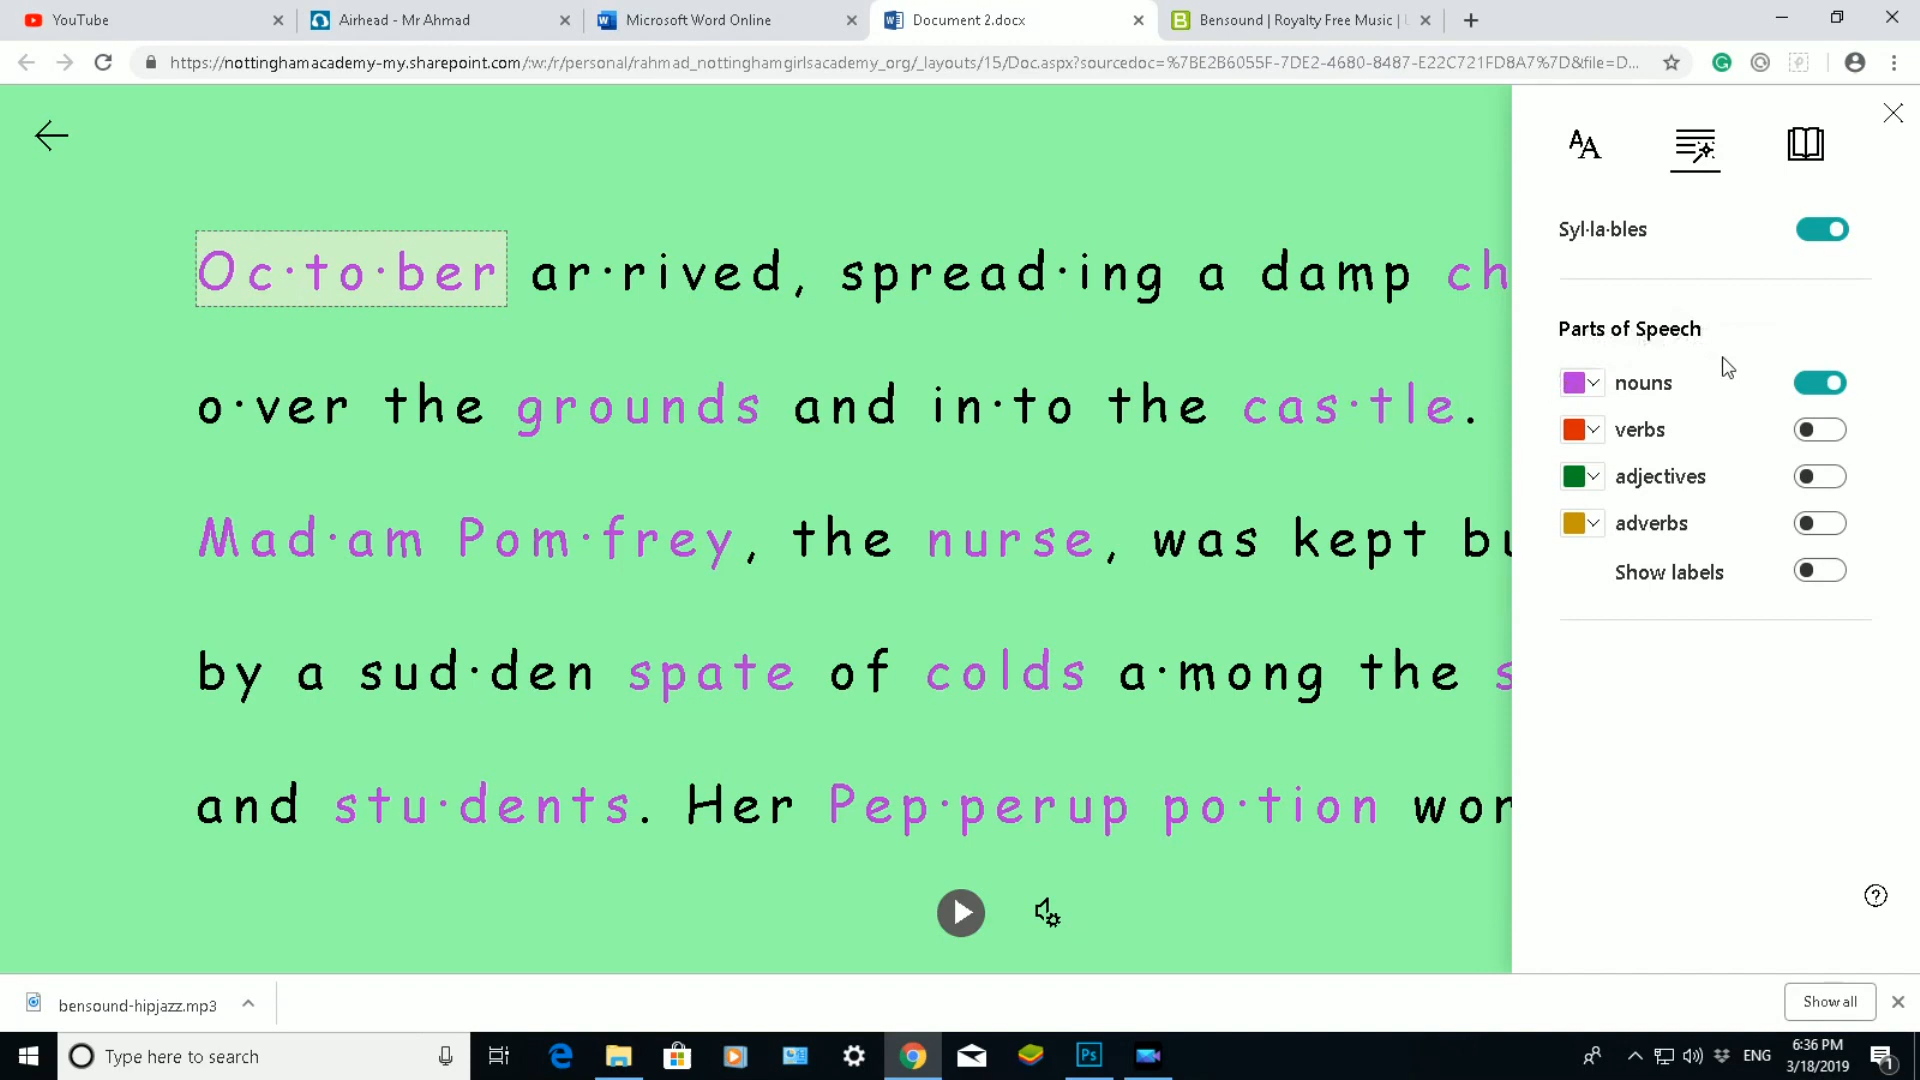 YouTube
Airhead - Mr Ahmad
Microsoft Word Online
Document 2.docx
Bensound | Royalty Free Music |
https://nottinghamacademy-my.sharepoint.com/:w:/r/personal/rahmad_nottinghamgirlsacademy_org/_layouts/15/Doc.aspx?sourcedoc=%7BE2B6055F-7DE2-4680-8487-E22C721FD8A7%7D&file=D...
Oc·to·ber ar·rived, spread·ing a damp ch
o·ver the grounds and in·to the cas·tle.
Mad·am Pom·frey, the nurse, was kept bu
by a sud·den spate of colds a·mong the s
and stu·dents. Her Pep·perup po·tion wor
AA
Syl·la·bles
Parts of Speech
nouns
verbs
adjectives
adverbs
Show labels
bensound-hipjazz.mp3
Show all
Type here to search
Ps
ENG
6:36 PM
3/18/2019
1